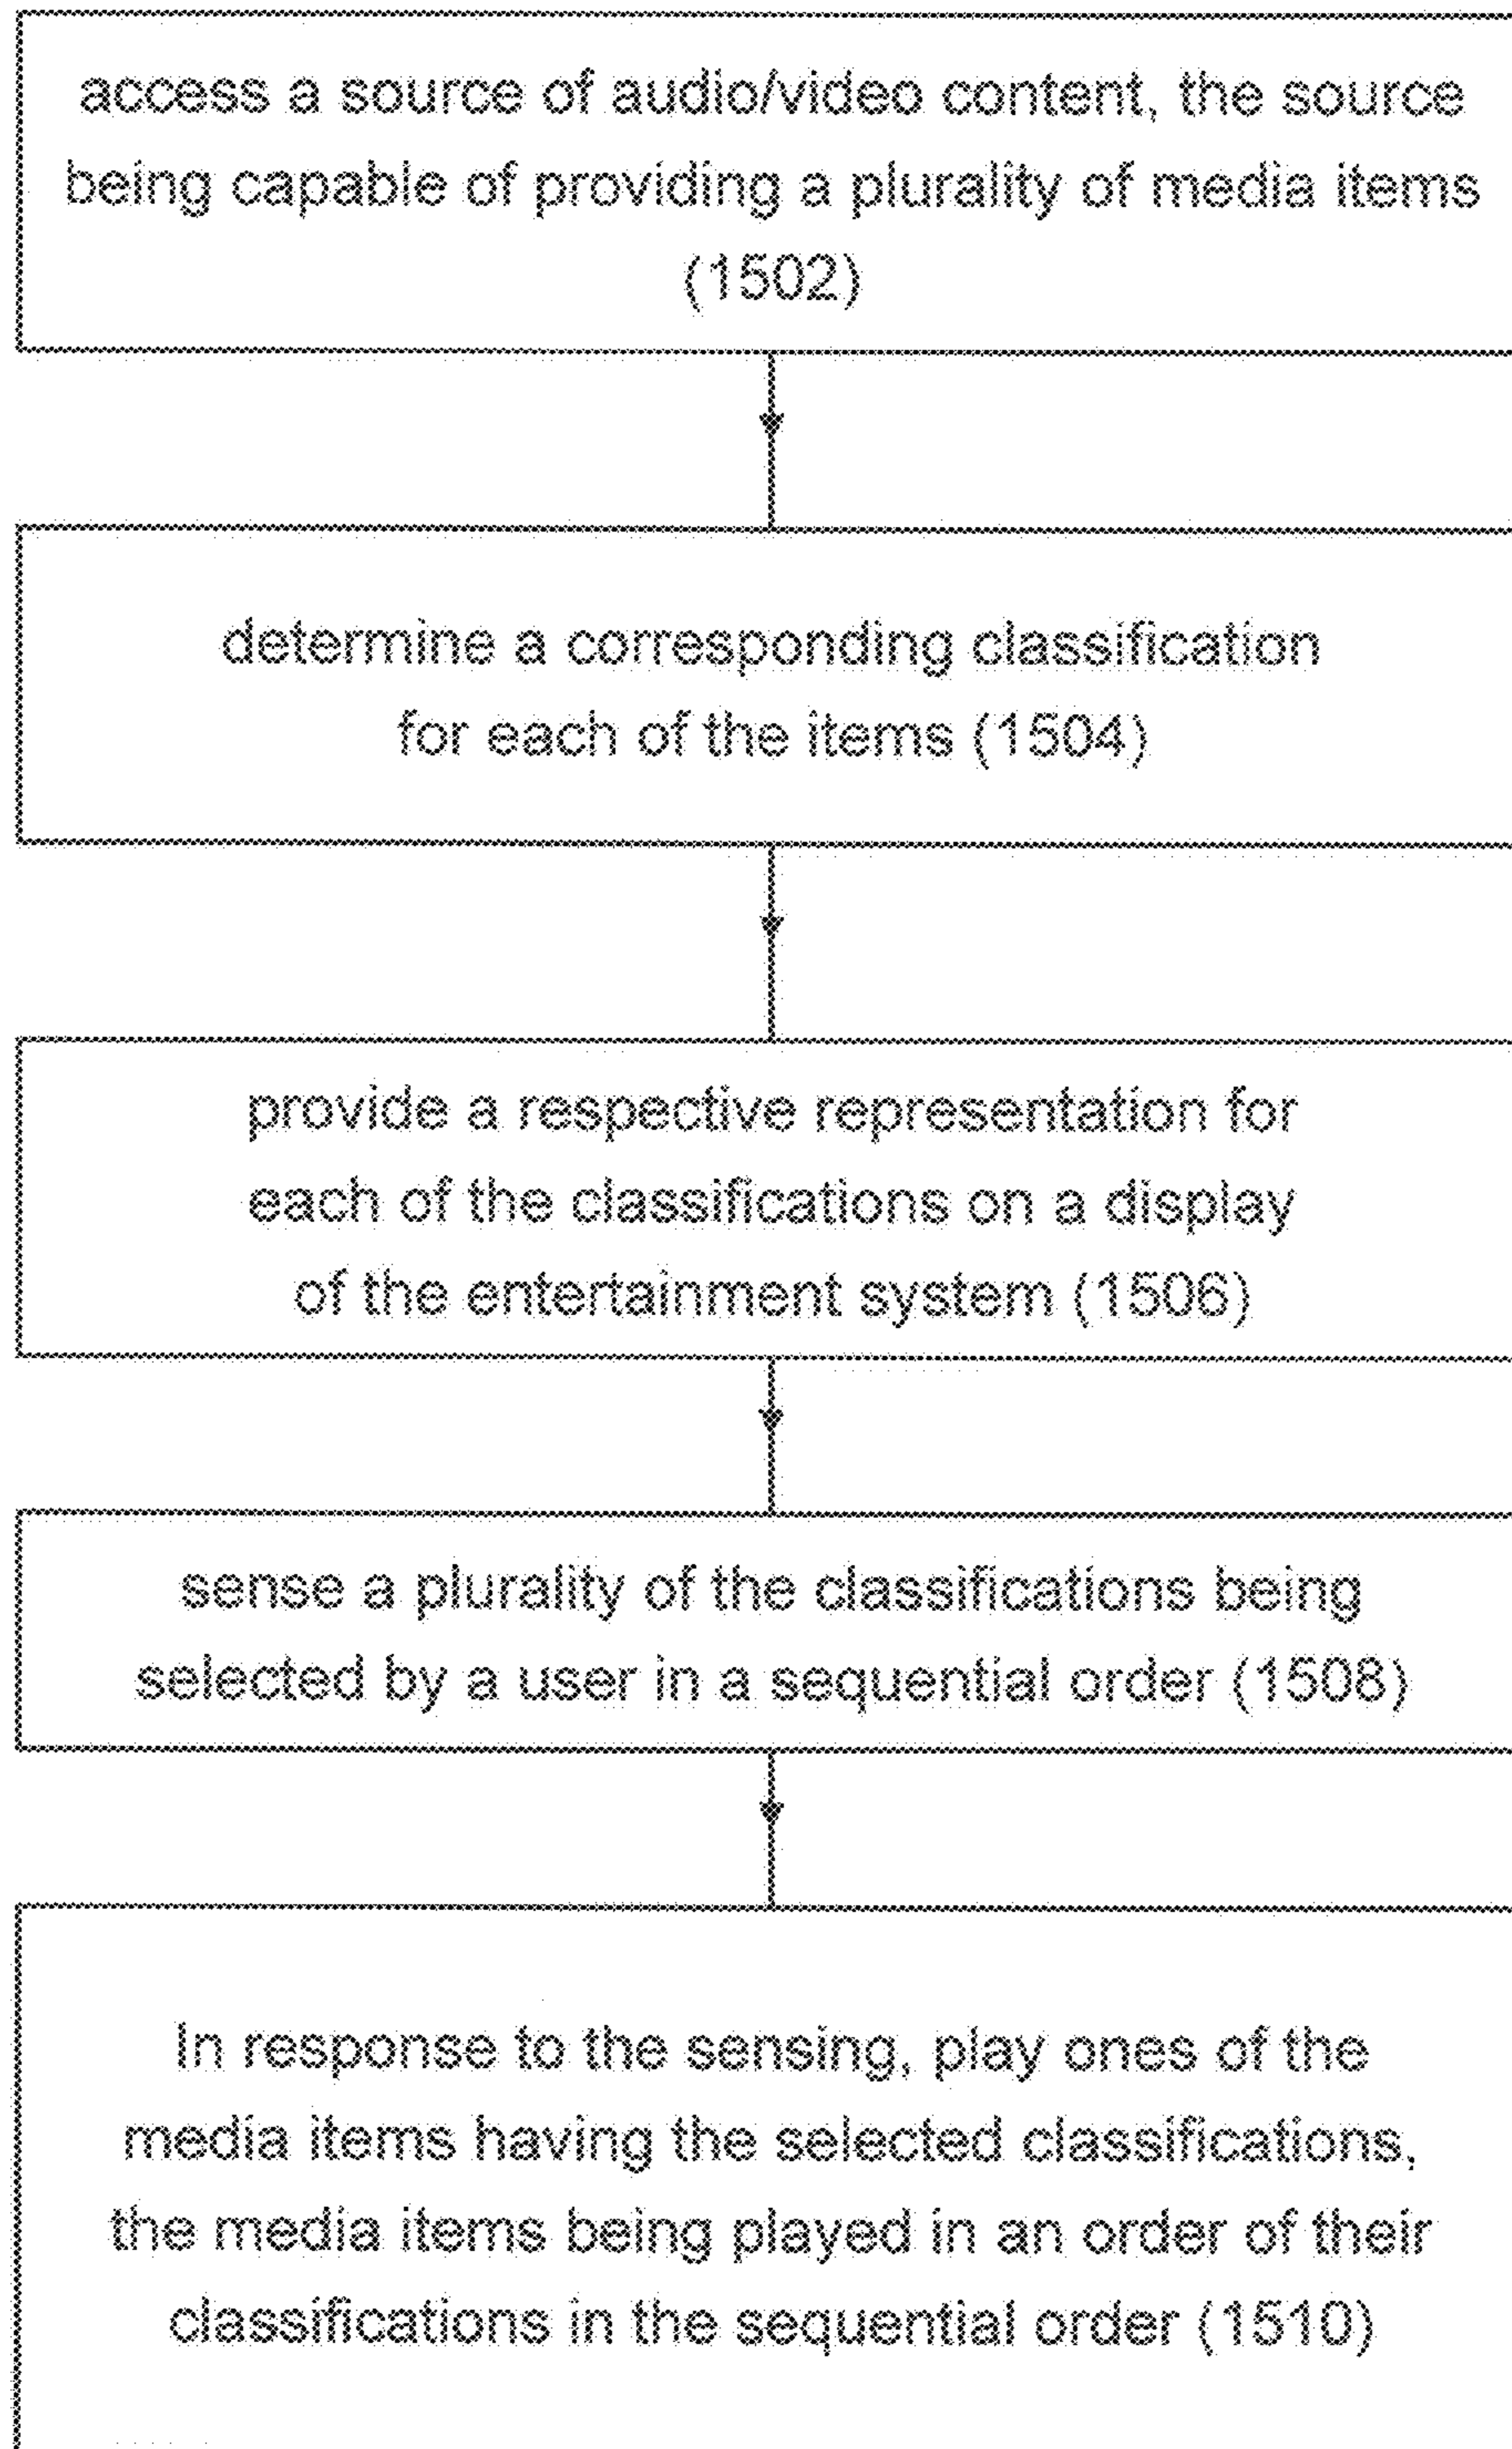 access a source of audio/video content, the source
being capable of providing a plurality of media items
(1502)
determine a corresponding classification
for each of the items (1504)
provide a respective representation for
each of the classifications on a display
of the entertainment system (1506)
sense a plurality of the classifications being
selected by a user in a sequential order (1508)
In response to the sensing, play ones of the
media items having the selected classifications,
the media items being played in an order of their
classifications in the sequential order (1510)